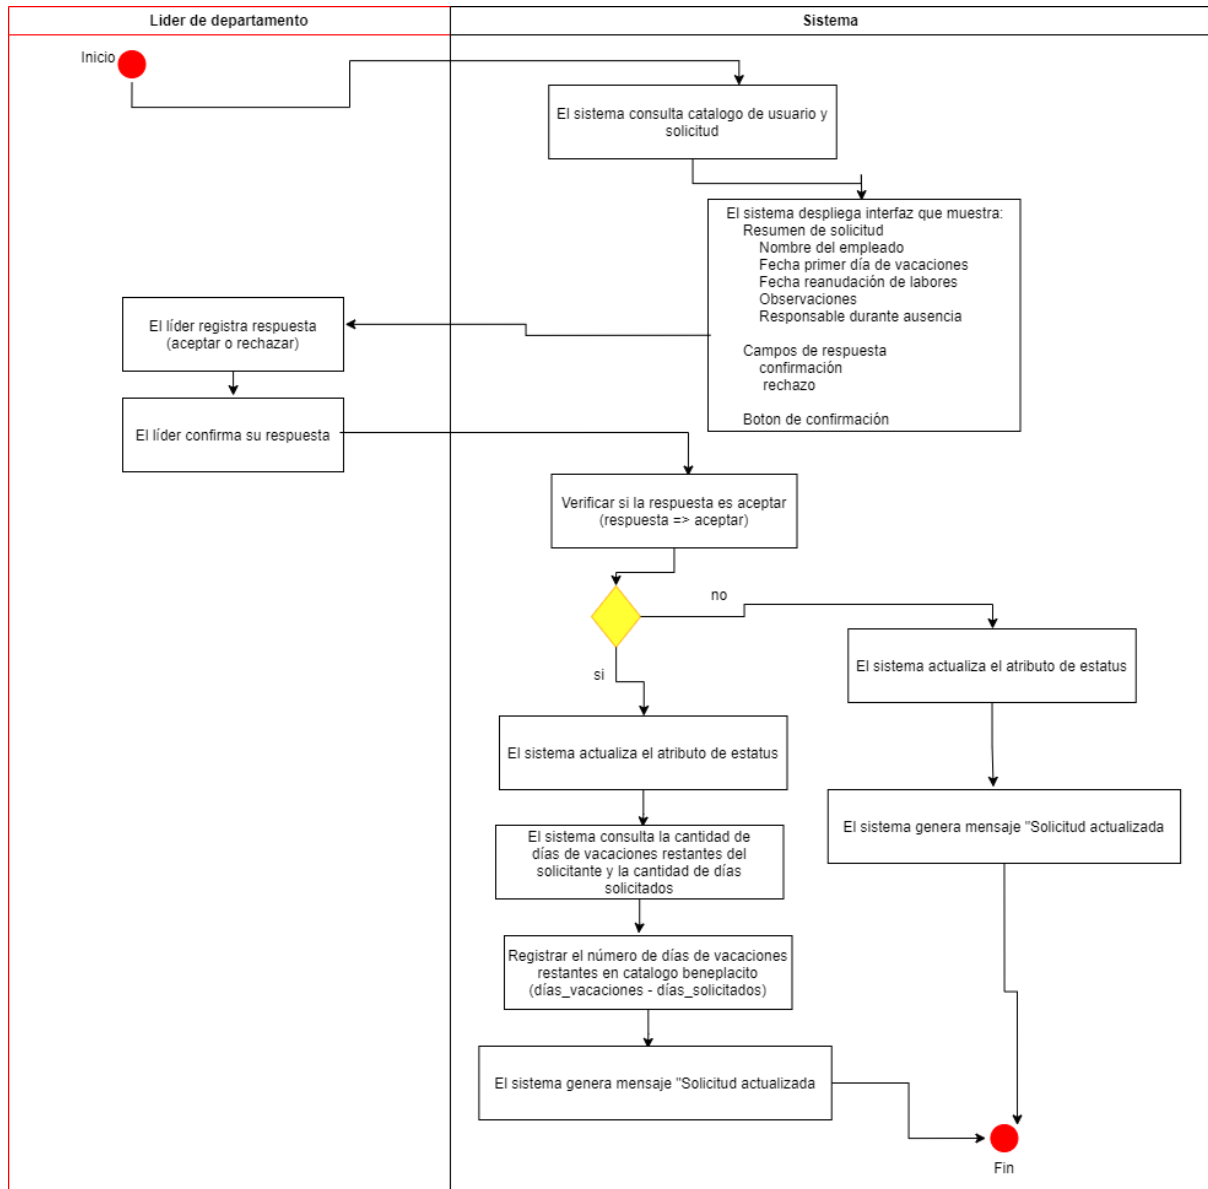 Lider de departamento
Sistema
Inicio
El sistema consulta catalogo de usuario y
solicitud
El sistema despliega interfaz que muestra:
Resumen de solicitud
Nombre del empleado
Fecha primer día de vacaciones
Fecha reanudación de labores
Observaciones
Responsable durante ausencia
Campos de respuesta
confirmación
rechazo
Boton de confirmación
El líder registra respuesta
(aceptar o rechazar)
El líder confirma su respuesta
Verificar si la respuesta es aceptar
(respuesta => aceptar)
no
si
El sistema actualiza el atributo de estatus
El sistema genera mensaje "Solicitud actualizada
El sistema actualiza el atributo de estatus
El sistema consulta la cantidad de
días de vacaciones restantes del
solicitante y la cantidad de días
solicitados
Registrar el número de días de vacaciones
restantes en catalogo beneplacito
(días_vacaciones - días_solicitados)
El sistema genera mensaje "Solicitud actualizada
Fin